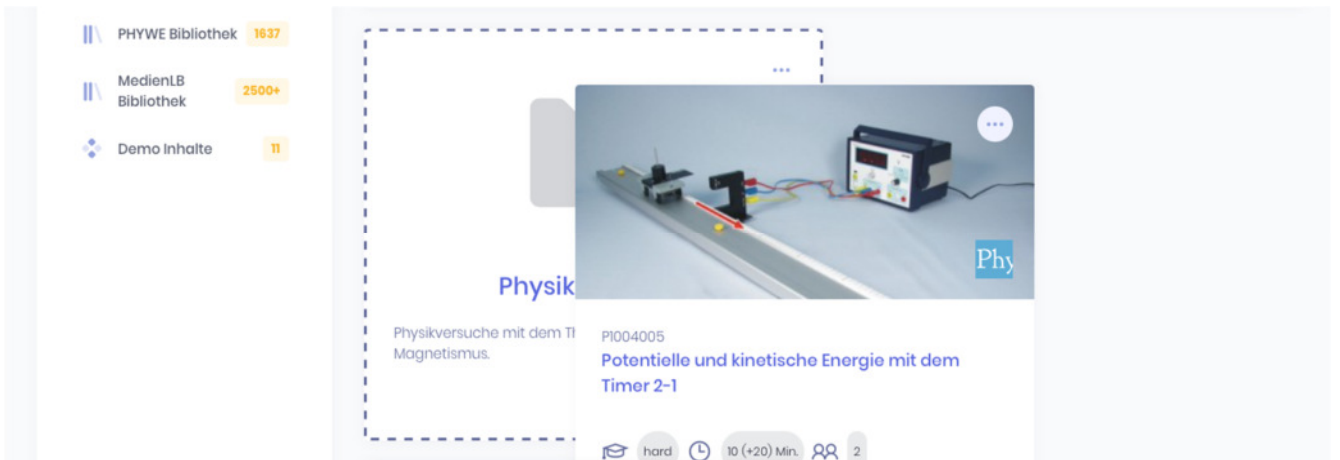 PHYWE Bibliothek 1637
MedienLB
Bibliothek
2500+
Demo Inhalte 11
Physik
Physikversuche mit dem
Magnetismus.
Phy
P1004005
Potentielle und kinetische Energie mit dem
Timer 2-1
hard 10 (+20) Min. 2